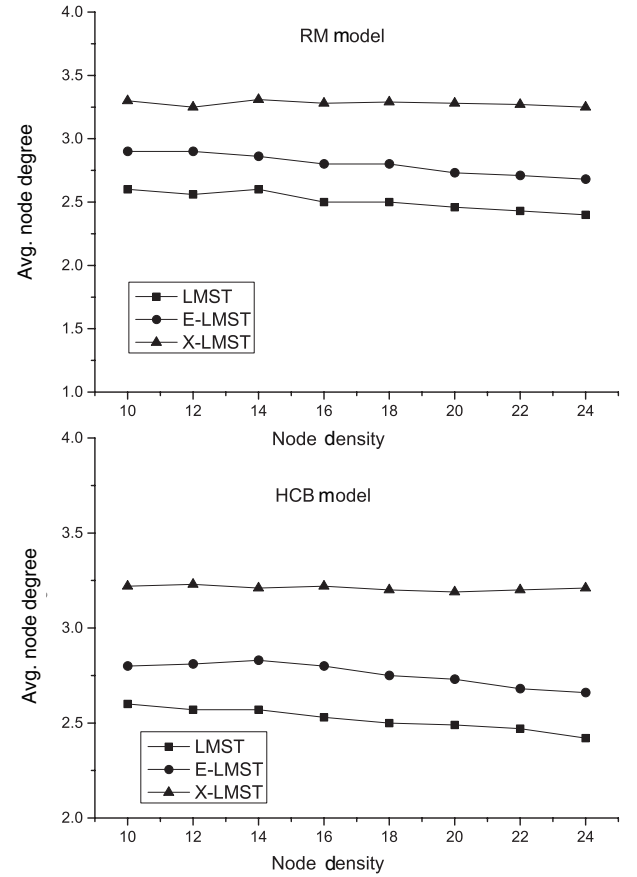 RM model
4.0
3.5
3.0
2.5
2.0
1.5
1.0
Avg. node degree
LMST
E-LMST
X-LMST
10 12 14 16 18 20 22 24
Node density
HCB model
4.0
3.5
3.0
2.5
2.0
Avg. node degree
LMST
E-LMST
X-LMST
10 12 14 16 18 20 22 24
Node density